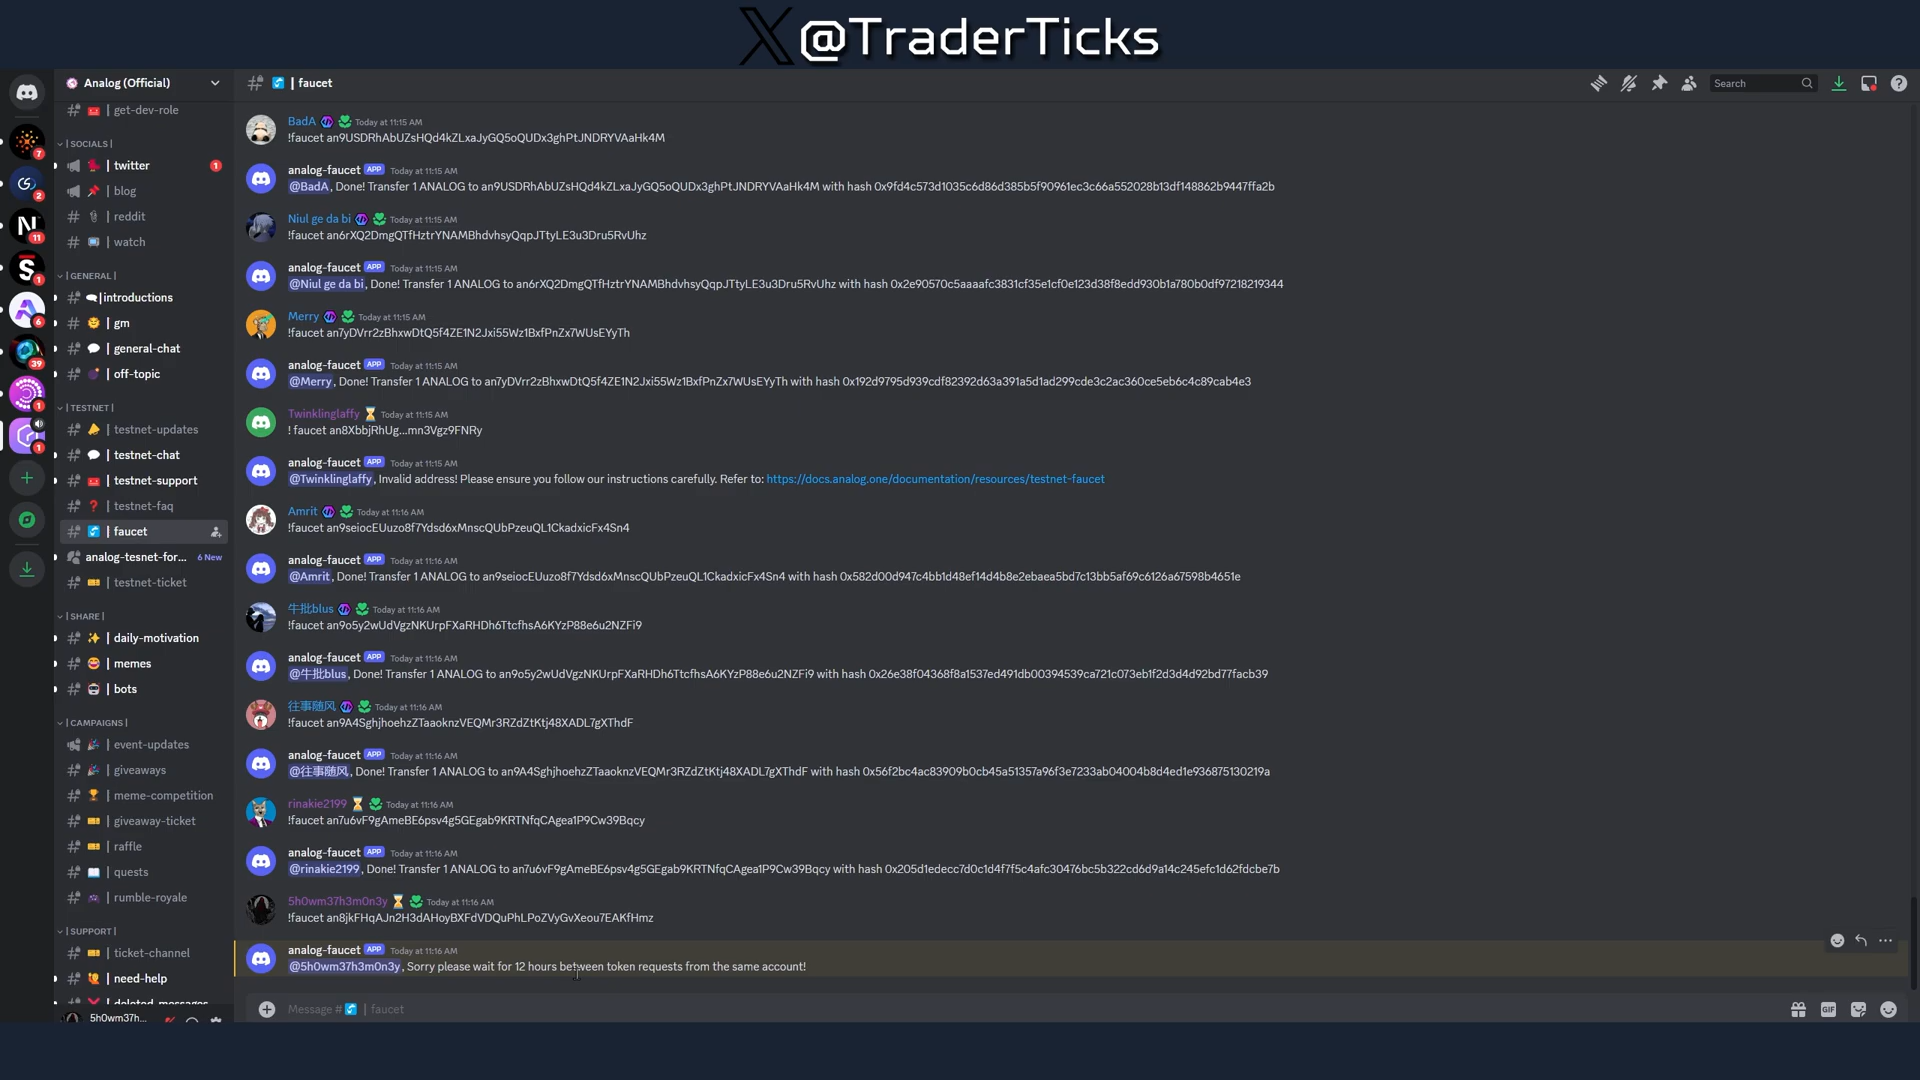 X@TraderTicks
Analog (Official)
| faucet
Search
| get-dev-role
| SOCIALS |
| twitter
1
| blog
| reddit
| watch
| GENERAL |
|introductions
| gm
| general-chat
| off-topic
| TESTNET |
| testnet-updates
| testnet-chat
| testnet-support
| testnet-faq
| faucet
analog-tesnet-for... 6 New
| testnet-ticket
| SHARE |
| daily-motivation
| memes
| bots
| CAMPAIGNS |
| event-updates
| giveaways
| meme-competition
| giveaway-ticket
| raffle
| quests
| rumble-royale
| SUPPORT |
| ticket-channel
| need-help
| deleted_messages
5h0wm37h...
7
2
11
1
6
39
1
1
BadA Today at 11:15 AM
!faucet an9USDRhAbUZsHQd4kZLxaJyGQ5oQUDx3ghPtJNDRYVAaHk4M
analog-faucet APP Today at 11:15 AM
@BadA, Done! Transfer 1 ANALOG to an9USDRhAbUZsHQd4kZLxaJyGQ5oQUDx3ghPtJNDRYVAaHk4M with hash 0x9fd4c573d1035c6d86d385b5f90961ec3c66a552028b13df148862b9447ffa2b
Niul ge da bi Today at 11:15 AM
!faucet an6rXQ2DmgQTfHztrYNAMBhdvhsyQqpJTtyLE3u3Dru5RvUhz
analog-faucet APP Today at 11:15 AM
@Niul ge da bi, Done! Transfer 1 ANALOG to an6rXQ2DmgQTfHztrYNAMBhdvhsyQqpJTtyLE3u3Dru5RvUhz with hash 0x2e90570c5aaafc3831cf35e1cf0e123d38f8edd930b1a780b0df97218219344
Merry Today at 11:15 AM
!faucet an7yDVrr2zBhxwDtQ5f4ZE1N2Jxi55Wz1BxfPnZx7WUsEYyTh
analog-faucet APP Today at 11:15 AM
@Merry, Done! Transfer 1 ANALOG to an7yDVrr2zBhxwDtQ5f4ZE1N2Jxi55Wz1BxfPnZx7WUsEYyTh with hash 0x192d9795d939cdf82392d63a391a5d1ad299cde3c2ac360ce5eb6c4c89cab4e3
Twinklinglaffy Today at 11:15 AM
! faucet an8XbbjRhUg...mn3Vgz9FNRy
analog-faucet APP Today at 11:15 AM
@Twinklinglaffy, Invalid address! Please ensure you follow our instructions carefully. Refer to: https://docs.analog.one/documentation/resources/testnet-faucet
Amrit Today at 11:16 AM
!faucet an9seiocEUuzo8f7Ydsd6xMnscQUbPzeuQL1CkadxicFx4Sn4
analog-faucet APP Today at 11:16 AM
@Amrit, Done! Transfer 1 ANALOG to an9seiocEUuzo8f7Ydsd6xMnscQUbPzeuQL1CkadxicFx4Sn4 with hash 0x582d00d947c4bb1d48ef14d4b8e2ebaea5bd7c13bb5af69c6126a67598b4651e
牛批blus Today at 11:16 AM
!faucet an9o5y2wUdVgzNKUrpFXaRHDh6TtcfhsA6KYzP88e6u2NZFi9
analog-faucet APP Today at 11:16 AM
@牛批blus, Done! Transfer 1 ANALOG to an9o5y2wUdVgzNKUrpFXaRHDh6TtcfhsA6KYzP88e6u2NZFi9 with hash 0x26e38f04368f8a1537ed491db00394539ca721c073eb1f2d3d4d92bd77facb39
往事随风 Today at 11:16 AM
!faucet an9A4SghjhoehzZTaaoknzVEQMr3RZdZtKtj48XADL7gXThdF
analog-faucet APP Today at 11:16 AM
@往事随风, Done! Transfer 1 ANALOG to an9A4SghjhoehzZTaaoknzVEQMr3RZdZtKtj48XADL7gXThdF with hash 0x56f2bc4ac83909b0cb45a51357a96f3e7233ab04004b8d4ed1e936875130219a
rinakie2199 Today at 11:16 AM
!faucet an7u6vF9gAmeBE6psv4g5GEgab9KRTNfqCAgea1P9Cw39Bqcy
analog-faucet APP Today at 11:16 AM
@rinakie2199, Done! Transfer 1 ANALOG to an7u6vF9gAmeBE6psv4g5GEgab9KRTNfqCAgea1P9Cw39Bqcy with hash 0x205d1edecc7d0c1d4f7f5c4afc30476bc5b322cd6d9a14c245efc1d62fdcbe7b
5h0wm37h3m0n3y Today at 11:16 AM
!faucet an8jkFHqAJn2H3dAHoyBXFdVDQuPhLPoZVyGvXeou7EAKfHmz
analog-faucet APP Today at 11:16 AM
@5h0wm37h3m0n3y, Sorry please wait for 12 hours between token requests from the same account!
Message # | faucet
GIF